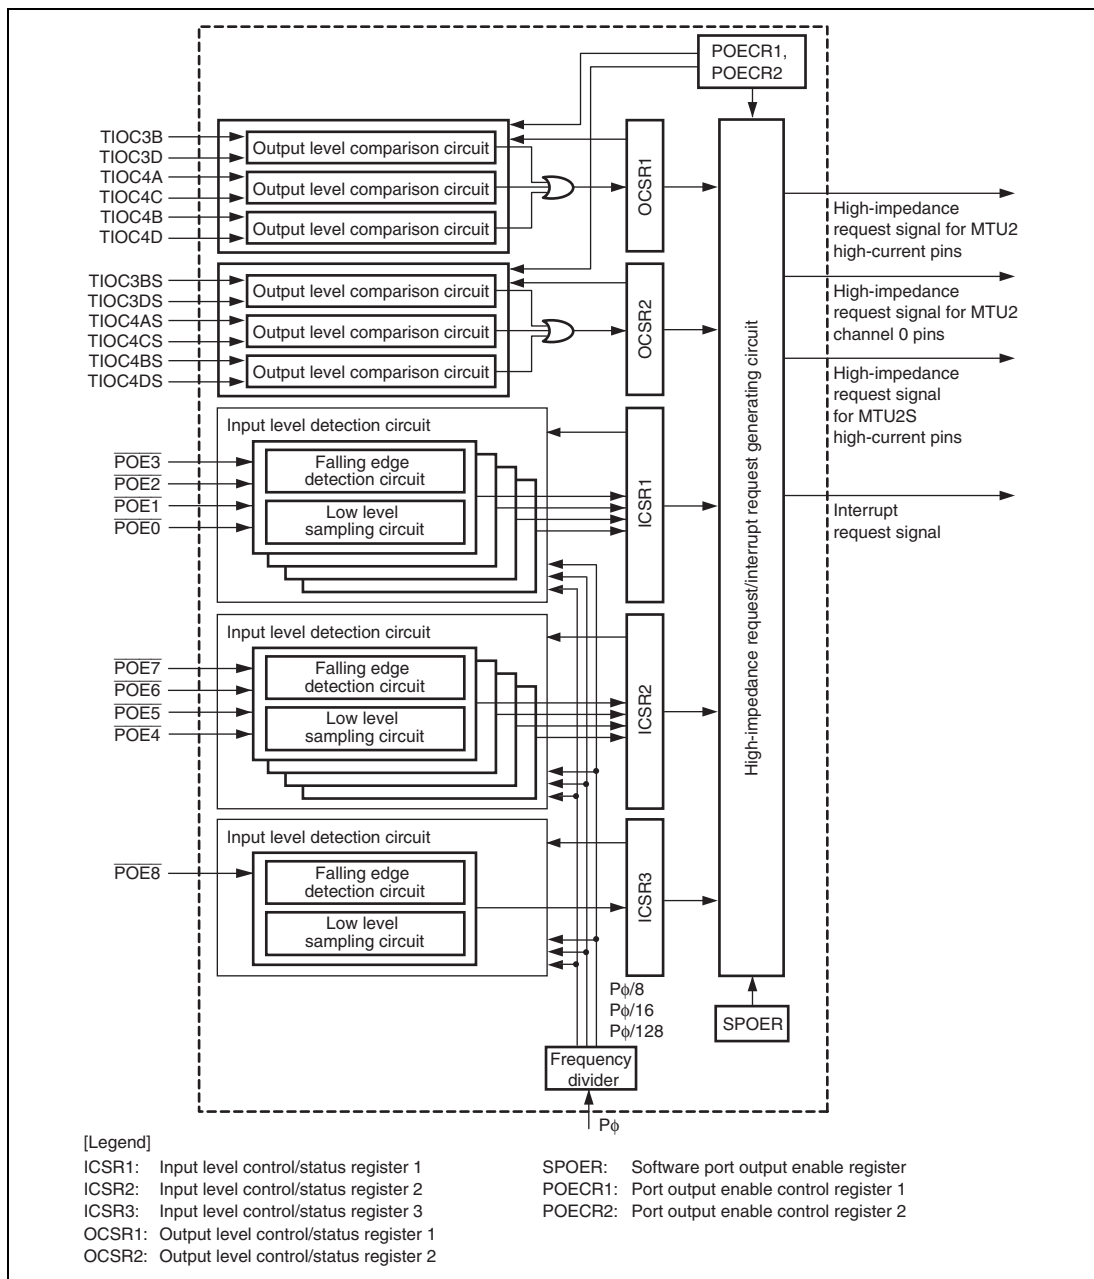 POECR1,
POECR2
TIOC3B
TIOC3D
TIOC4A
TIOC4C
TIOC4B
TIOC4D
Output level comparison circuit
Output level comparison circuit
Output level comparison circuit
OCSR1
TIOC3BS
TIOC3DS
TIOC4AS
TIOC4CS
TIOC4BS
TIOC4DS
Output level comparison circuit
Output level comparison circuit
Output level comparison circuit
OCSR2
Input level detection circuit
POE3
POE2
POE1
POE0
Falling edge
detection circuit
Low level
sampling circuit
ICSR1
Input level detection circuit
POE7
POE6
POE5
POE4
Falling edge
detection circuit
Low level
sampling circuit
ICSR2
Input level detection circuit
POE8
Falling edge
detection circuit
Low level
sampling circuit
ICSR3
High-impedance request/interrupt request generating circuit
High-impedance
request signal for MTU2
high-current pins
High-impedance
request signal for MTU2
channel 0 pins
High-impedance
request signal
for MTU2S
high-current pins
Interrupt
request signal
Pϕ/8
Pϕ/16
Pϕ/128
SPOER
Frequency
divider
Pϕ
[Legend]
ICSR1: Input level control/status register 1
ICSR2: Input level control/status register 2
ICSR3: Input level control/status register 3
OCSR1: Output level control/status register 1
OCSR2: Output level control/status register 2
SPOER: Software port output enable register
POECR1: Port output enable control register 1
POECR2: Port output enable control register 2